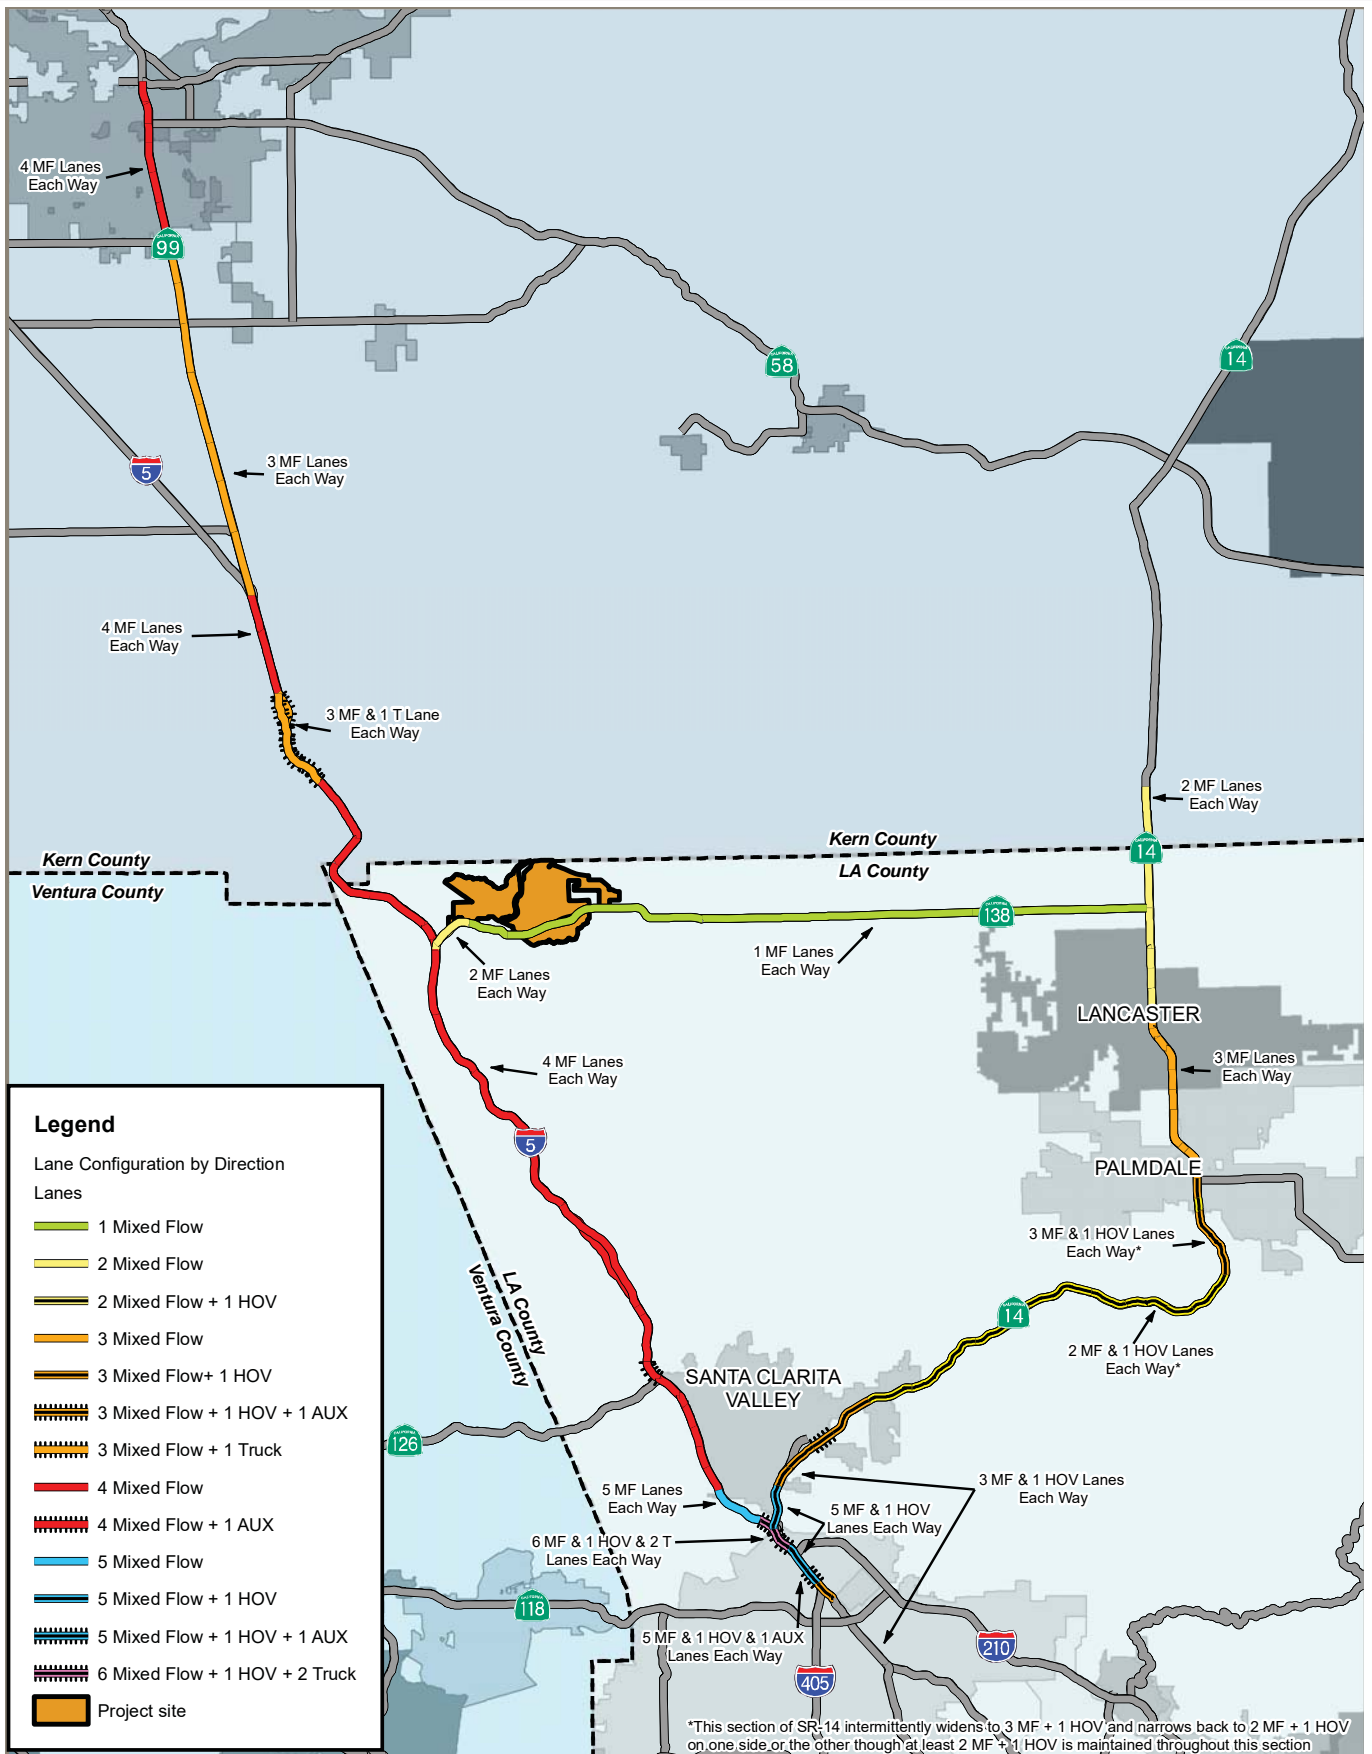 4 MF Lanes
Each Way
CALIFORNIA
99
CALIFORNIA
58
CALIFORNIA
14
5
3 MF Lanes
Each Way
4 MF Lanes
Each Way
3 MF & 1 T Lane
Each Way
2 MF Lanes
Each Way
Kern County
Ventura County
Kern County
LA County
CALIFORNIA
14
CALIFORNIA
138
2 MF Lanes
Each Way
1 MF Lanes
Each Way
LANCASTER
4 MF Lanes
Each Way
3 MF Lanes
Each Way
5
PALMDALE
3 MF & 1 HOV Lanes
Each Way*
LA County
Ventura County
CALIFORNIA
14
2 MF & 1 HOV Lanes
Each Way*
SANTA CLARITA
VALLEY
CALIFORNIA
126
5 MF Lanes
Each Way
3 MF & 1 HOV Lanes
Each Way
5 MF & 1 HOV
Lanes Each Way
6 MF & 1 HOV & 2 T
Lanes Each Way
CALIFORNIA
118
5 MF & 1 HOV & 1 AUX
Lanes Each Way
210
405
Legend
Lane Configuration by Direction
Lanes
1 Mixed Flow
2 Mixed Flow
2 Mixed Flow + 1 HOV
3 Mixed Flow
3 Mixed Flow+ 1 HOV
3 Mixed Flow + 1 HOV + 1 AUX
3 Mixed Flow + 1 Truck
4 Mixed Flow
4 Mixed Flow + 1 AUX
5 Mixed Flow
5 Mixed Flow + 1 HOV
5 Mixed Flow + 1 HOV + 1 AUX
6 Mixed Flow + 1 HOV + 2 Truck
Project site
*This section of SR-14 intermittently widens to 3 MF + 1 HOV and narrows back to 2 MF + 1 HOV
on one side or the other though at least 2 MF + 1 HOV is maintained throughout this section